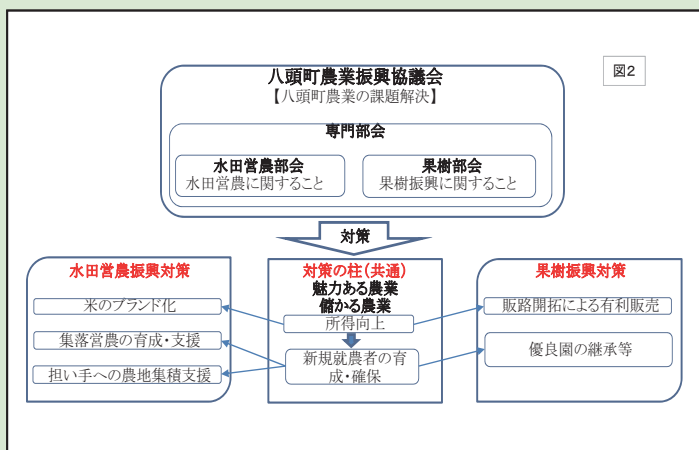 図2
八頭町農業振興協議会
【八頭町農業の課題解決】
専門部会
水田営農部会
水田営農に関すること
果樹部会
果樹振興に関すること
対策
水田営農振興対策
米のブランド化
集落営農の育成・支援
担い手への農地集積支援
対策の柱(共通)
魅力ある農業
儲かる農業
所得向上
新規就農者の育
成・確保
果樹振興対策
販路開拓による有利販売
優良園の継承等